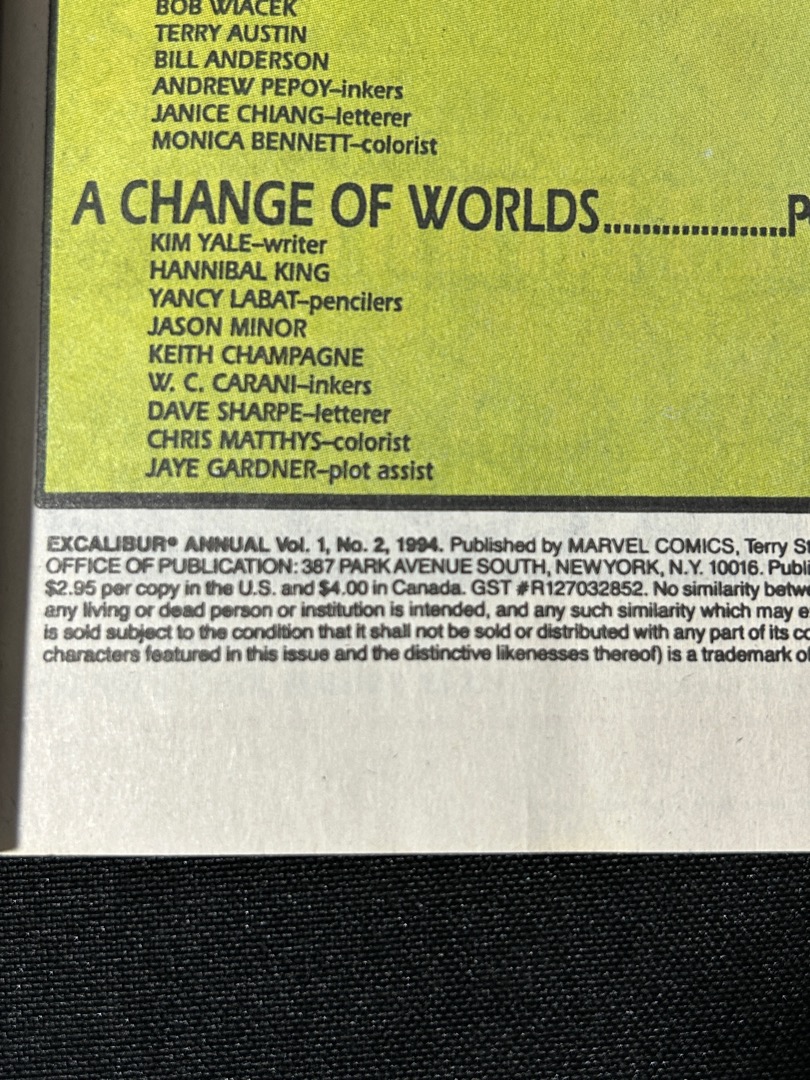 BOB WIACEK
TERRY AUSTIN
BILL ANDERSON
ANDREW PEPOY–inkers
JANICE CHIANG–letterer
MONICA BENNETT–colorist
A CHANGE OF WORLDS...................P
KIM YALE–writer
HANNIBAL KING
YANCY LABAT–pencilers
JASON MINOR
KEITH CHAMPAGNE
W. C. CARANI–inkers
DAVE SHARPE–letterer
CHRIS MATTHYS–colorist
JAYE GARDNER–plot assist
EXCALIBUR® ANNUAL Vol. 1, No. 2, 1994. Published by MARVEL COMICS, Terry St
OFFICE OF PUBLICATION: 387 PARK AVENUE SOUTH, NEW YORK, N.Y. 10016. Publi
$2.95 per copy in the U.S. and $4.00 in Canada. GST #R127032852. No similarity betwe
any living or dead person or institution is intended, and any such similarity which may e
is sold subject to the condition that it shall not be sold or distributed with any part of its co
characters featured in this issue and the distinctive likenesses thereof) is a trademark of